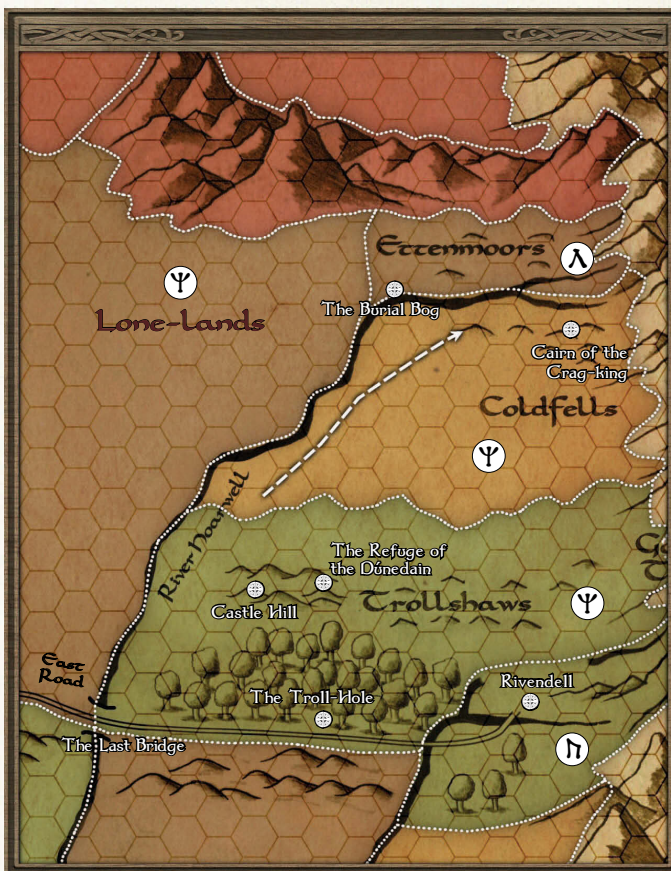 Ettenmoors
Lone-lands
The Burial Bog
Cairn of the
Crag-king
Coldfells
River Hoarwell
The Refuge of
the Dúnedain
Castle Hill
Trollshaws
East
Road
The Troll-Hole
Rivendell
The Last Bridge